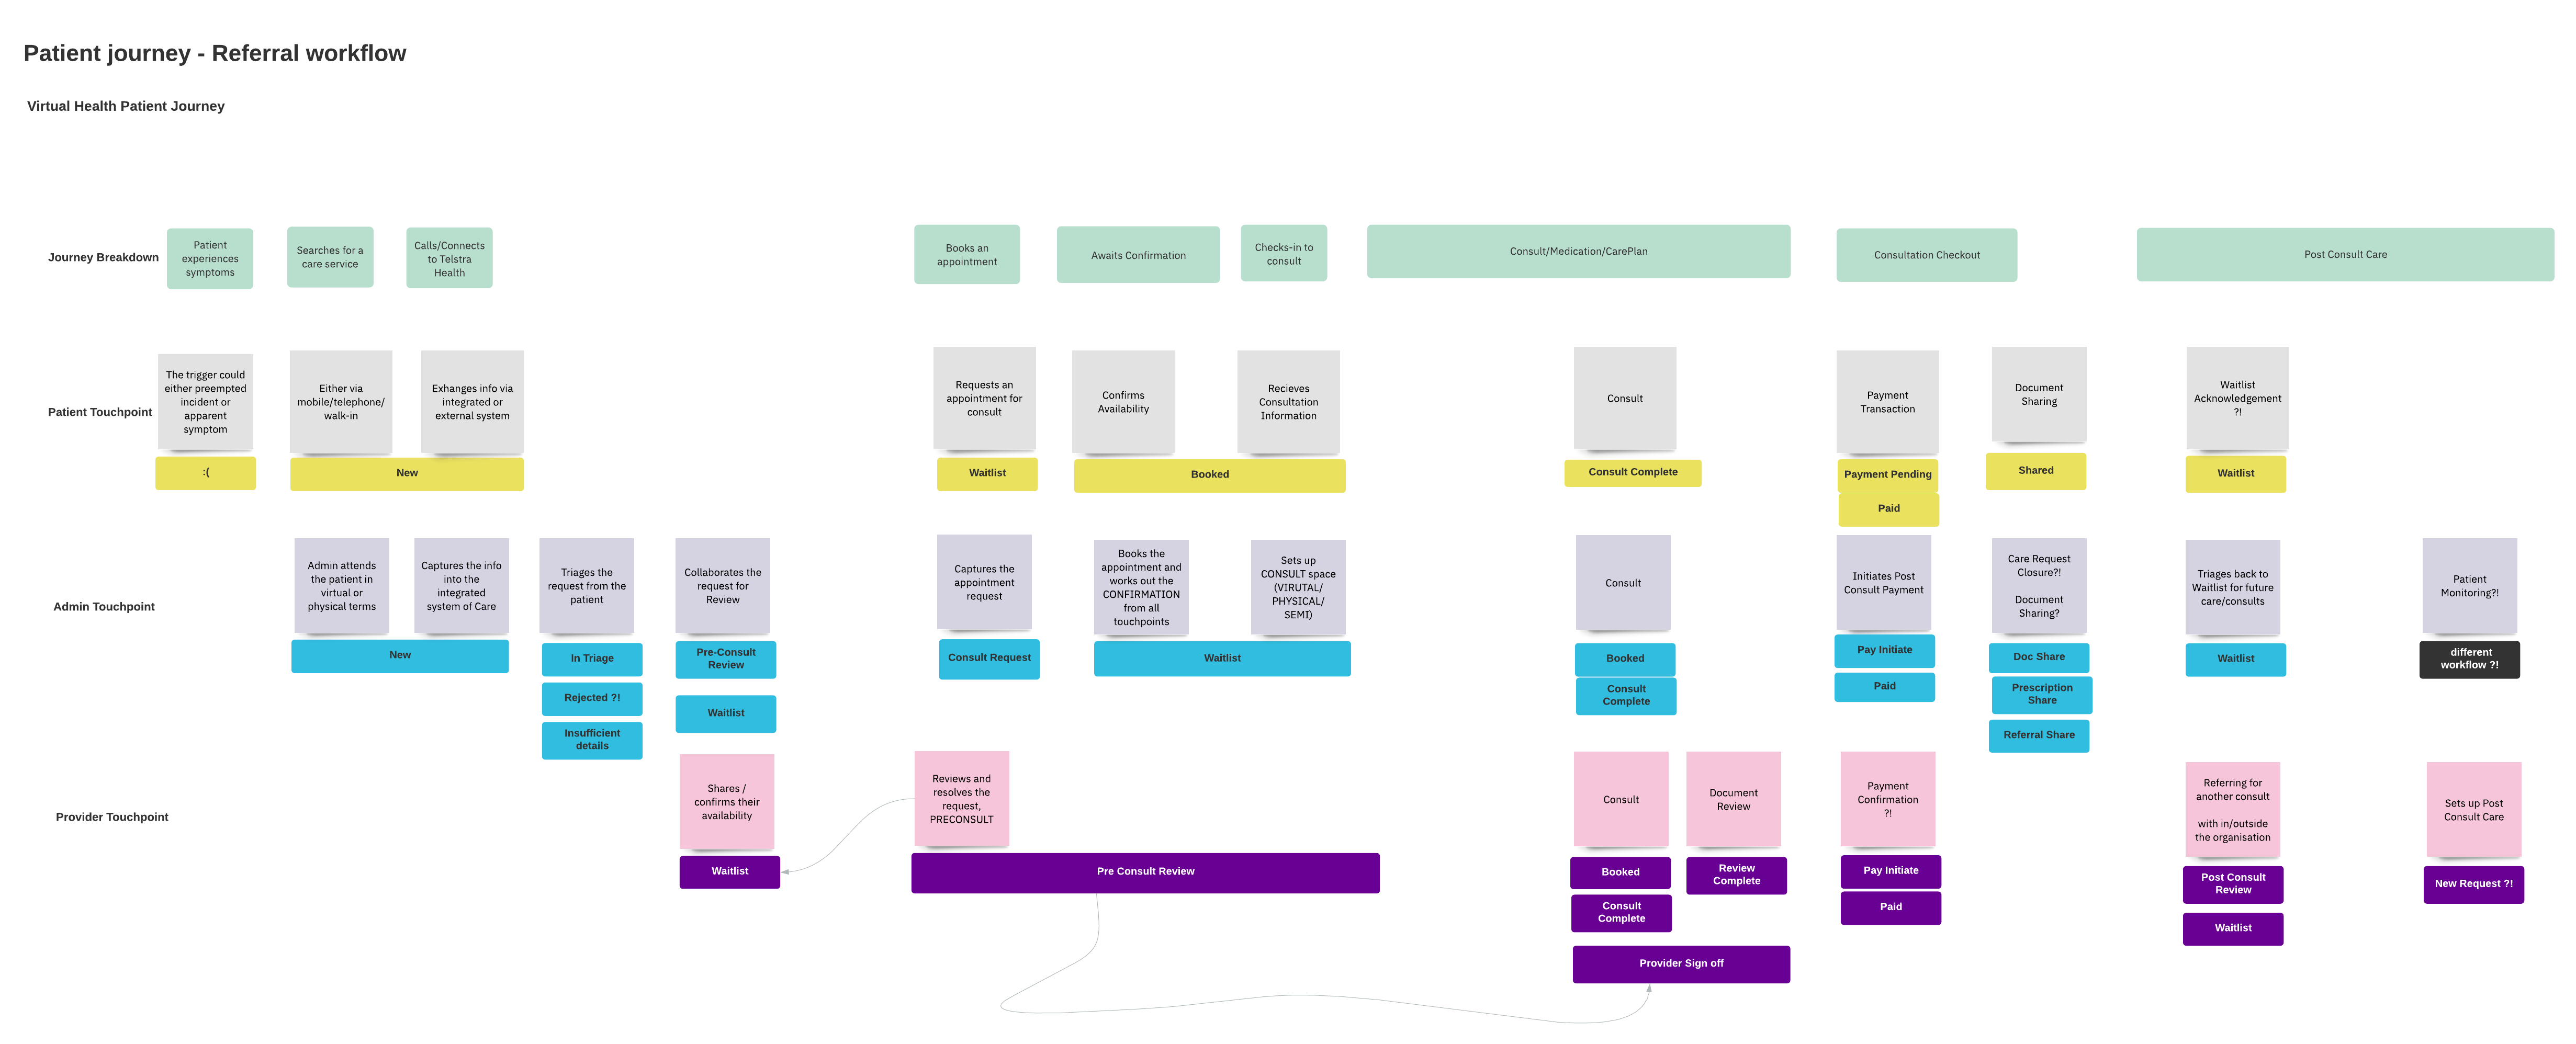 Patient journey - Referral workflow
Virtual Health Patient Journey
Journey Breakdown
Patient
experiences
symptoms
Searches for a
care service
Calls/Connects
to Telstra
Health
Books an
appointment
Awaits Confirmation
Checks-in to
consult
Consult/Medication/CarePlan
Consultation Checkout
Post Consult Care
Patient Touchpoint
The trigger could
either preempted
incident or
apparent
symptom
Either via
mobile/telephone/
walk-in
Exhanges info via
integrated or
external system
Requests an
appointment for
consult
Confirms
Availability
Recieves
Consultation
Information
Consult
Payment
Transaction
Document
Sharing
Waitlist
Acknowledgement
?!
:(
New
Waitlist
Booked
Consult Complete
Payment Pending
Paid
Shared
Waitlist
Admin Touchpoint
Admin attends
the patient in
virtual or
physical terms
Captures the info
into the
integrated
system of Care
Triages the
request from the
patient
Collaborates the
request for
Review
Captures the
appointment
request
Books the
appointment and
works out the
CONFIRMATION
from all
touchpoints
Sets up
CONSULT space
(VIRUTAL/
PHYSICAL/
SEMI)
Consult
Initiates Post
Consult Payment
Care Request
Closure?!
Document
Sharing?
Triages back to
Waitlist for future
care/consults
Patient
Monitoring?!
New
In Triage
Rejected ?!
Insufficient
details
Pre-Consult
Review
Waitlist
Consult Request
Waitlist
Booked
Consult
Complete
Pay Initiate
Paid
Doc Share
Prescription
Share
Referral Share
Waitlist
different
workflow ?!
Provider Touchpoint
Shares /
confirms their
availability
Reviews and
resolves the
request,
PRECONSULT
Consult
Document
Review
Payment
Confirmation
?!
Referring for
another consult
with in/outside
the organisation
Sets up Post
Consult Care
Waitlist
Pre Consult Review
Booked
Consult
Complete
Review
Complete
Provider Sign off
Pay Initiate
Paid
Post Consult
Review
Waitlist
New Request ?!